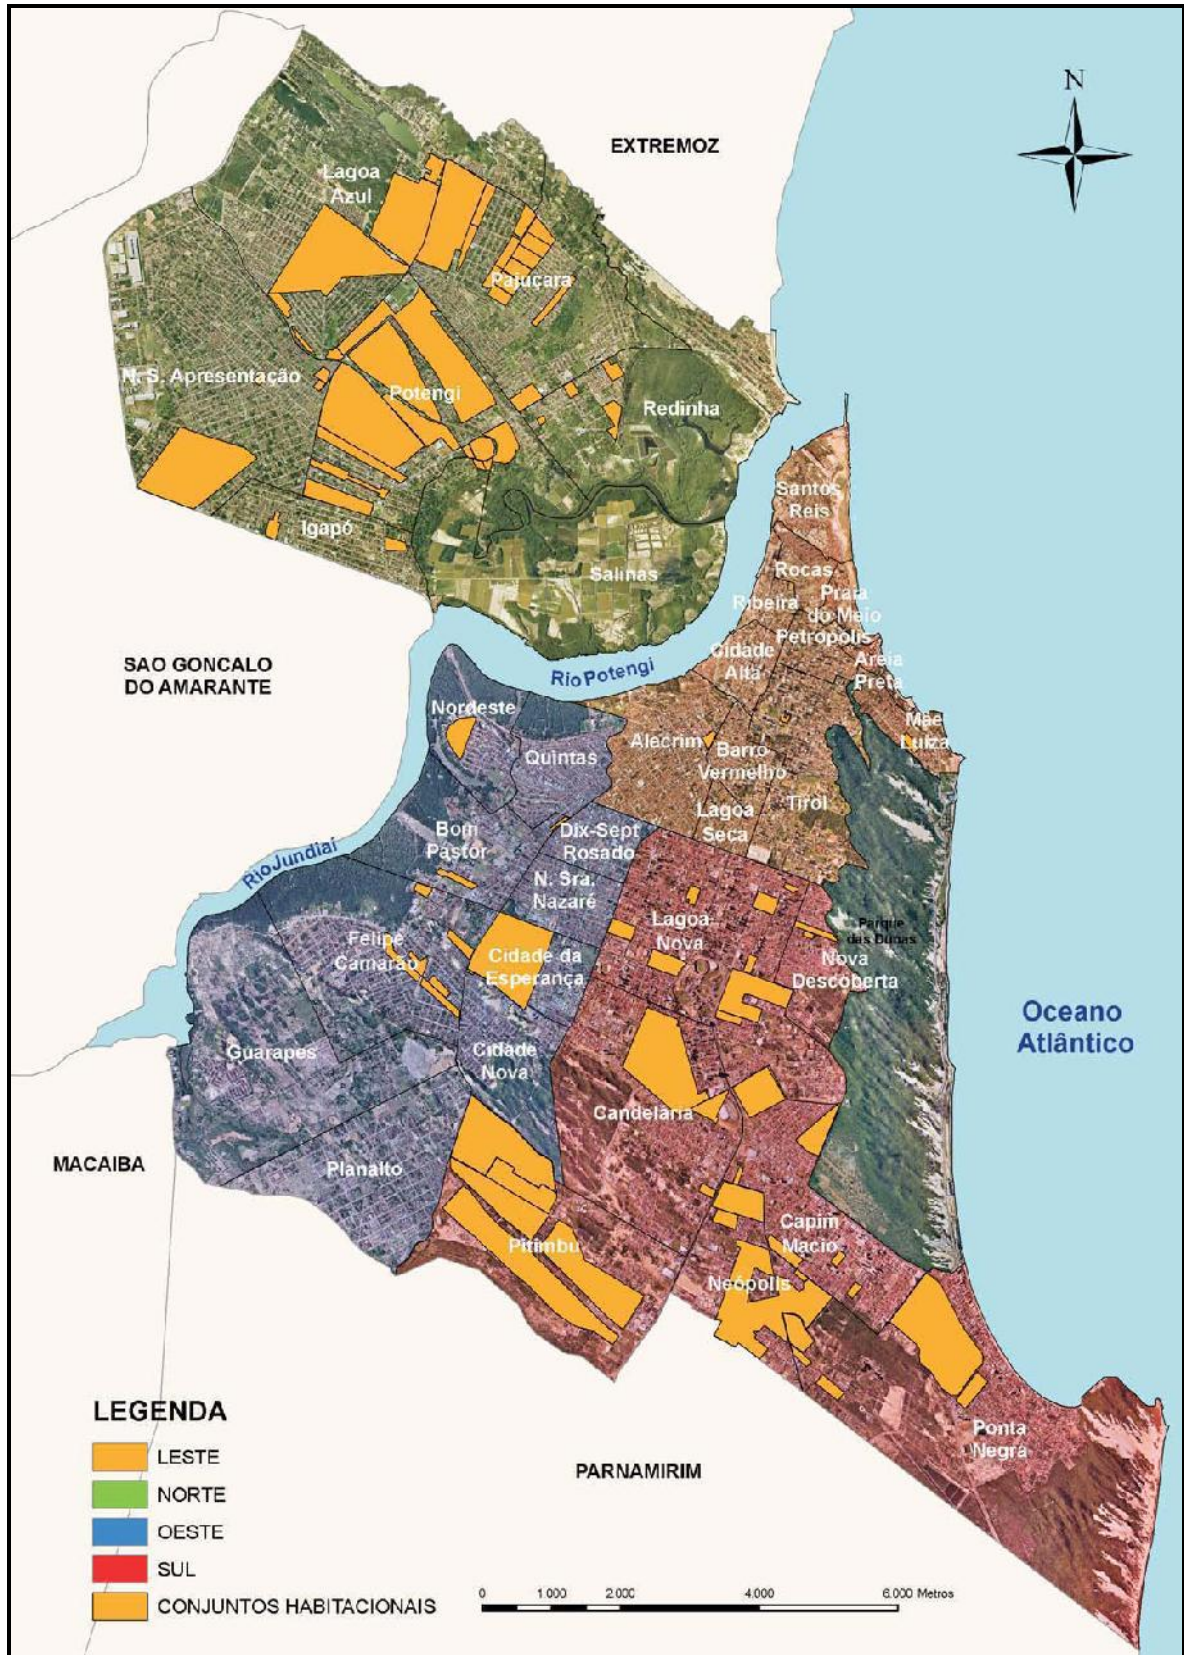 N
EXTREMOZ
Lagoa
Azul
Pajuçara
N. S. Apresentação
Potengi
Redinha
Santos
Reis
Igapó
Salinas
Rocas
Ribeira
Praia
do Meio
Petrópolis
Cidade
Alta
Areia
Preta
SAO GONCALO
DO AMARANTE
Rio Potengi
Nordeste
Mãe
Luiza
Alecrim
Quintas
Barro
Vermelho
Tirol
Lagoa
Seca
Bom
Pastor
Dix-Sept
Rosado
Rio Jundiaí
N. Sra.
Nazaré
Lagoa
Nova
Parque
das Dunas
Felipe
Camarão
Cidade da
Esperança
Nova
Descoberta
Oceano
Atlântico
Guarapes
Cidade
Nova
Candelária
MACAIBA
Planalto
Capim
Macio
Pitimbu
Neópolis
Ponta
Negra
PARNAMIRIM
LEGENDA
LESTE
NORTE
OESTE
SUL
CONJUNTOS HABITACIONAIS
0 1.000 2.000 4.000 6.000 Metros